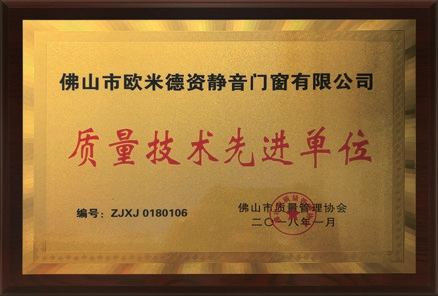 佛山市欧米德资静音门窗有限公司
质量技术先进单位
编号：ZJXJ 0180106
佛山市质量管理协会
二〇一八年一月